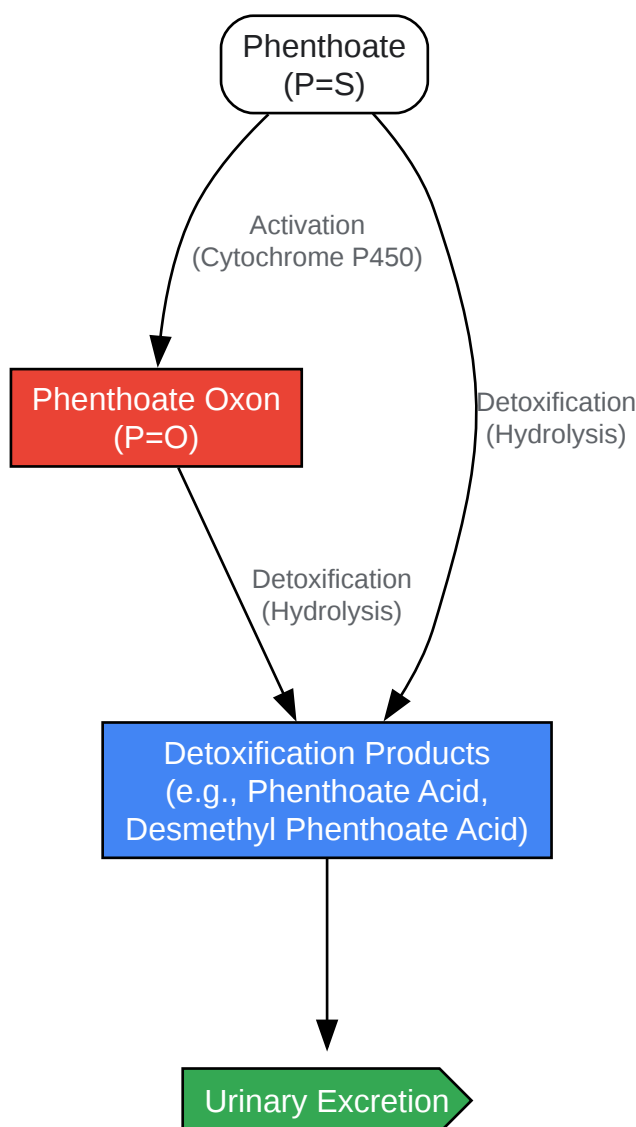 Phenthoate
(P=S)
Activation
(Cytochrome P450)
Phenthoate Oxon
(P=O)
Detoxification
(Hydrolysis)
Detoxification
(Hydrolysis)
Detoxification Products
(e.g., Phenthoate Acid,
Desmethyl Phenthoate Acid)
Urinary Excretion